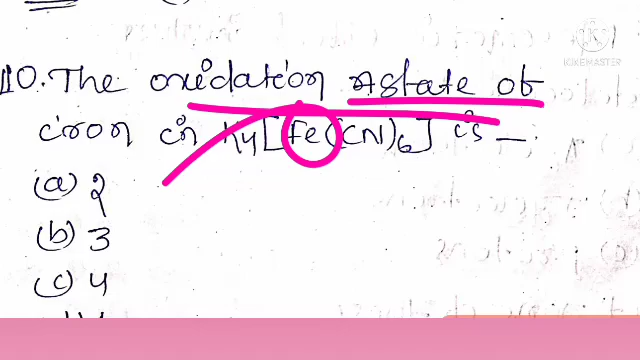 KINEMASTER
10. The oxidation state of
iron in K4[Fe(CN)6] is —
(a) 2
(b) 3
(c) 4